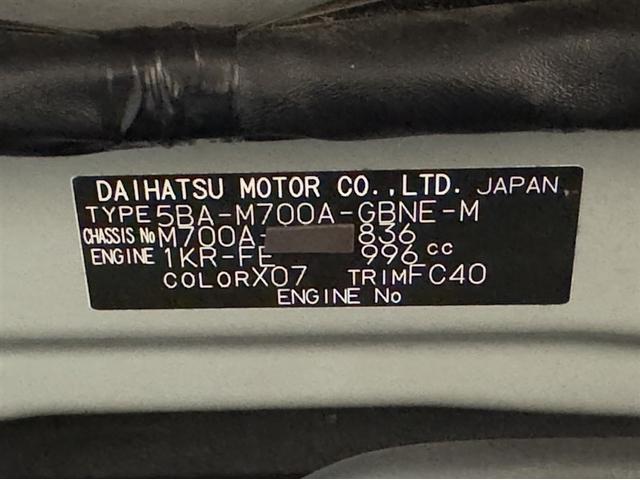 DAIHATSU MOTOR CO.,LTD. JAPAN
TYPE 5BA-M700A-GBNE-M
CHASSIS No M700A- 836
ENGINE 1KR-FE 996 cc
COLOR X07 TRIM FC40
ENGINE No